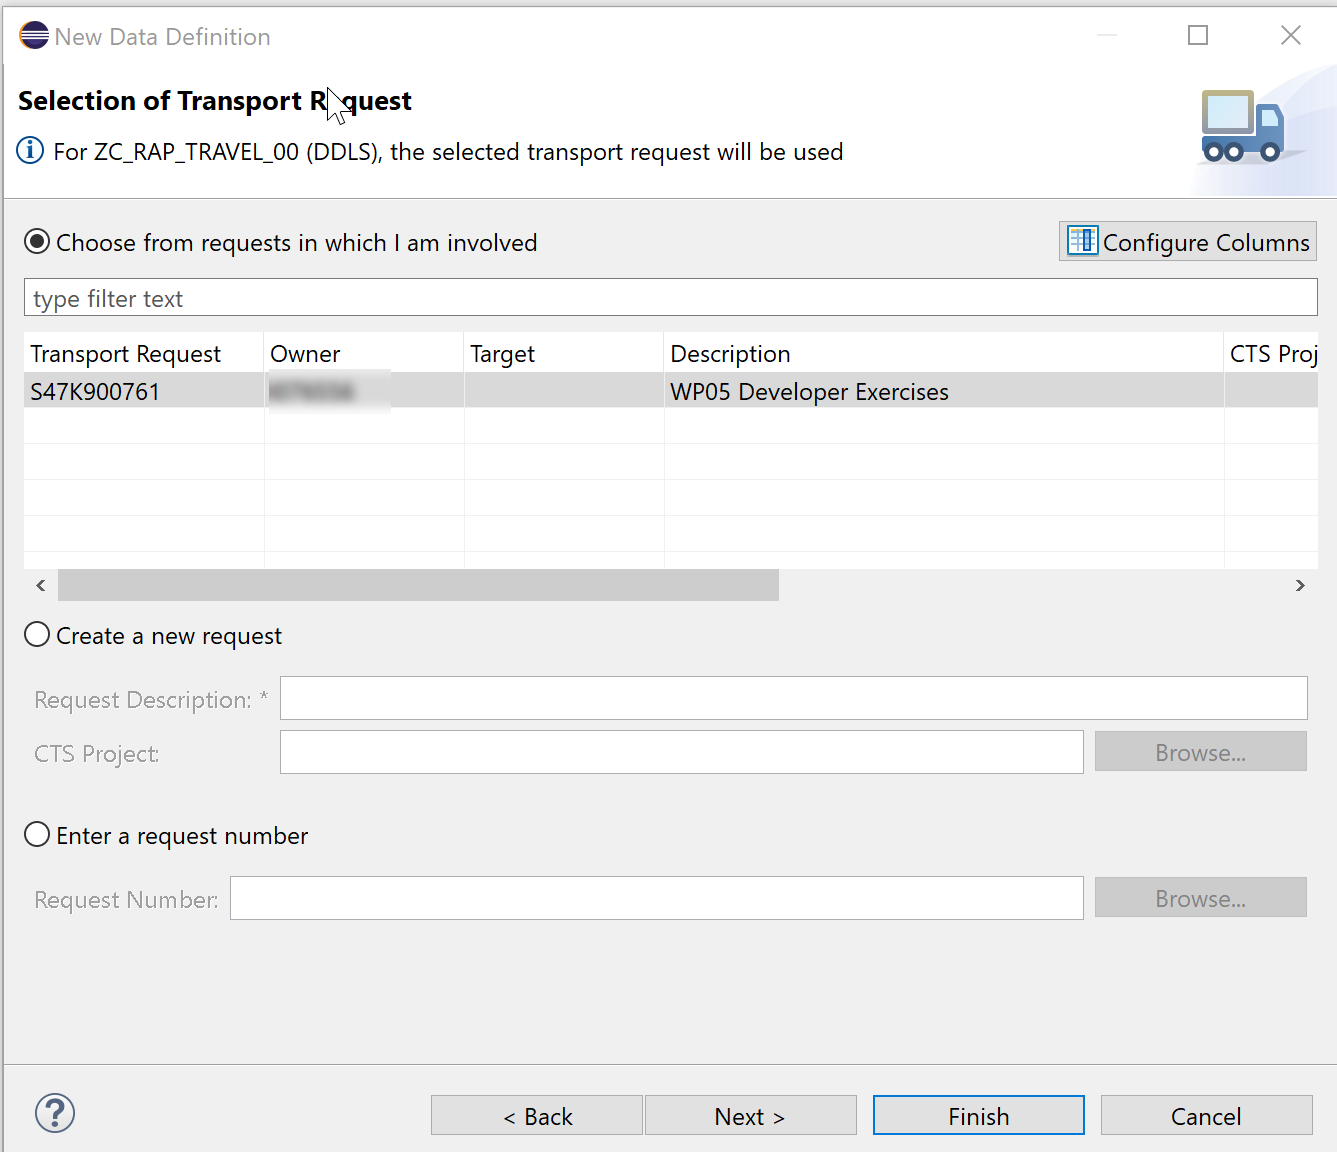 New Data Definition
Selection of Transport Request
For ZC_RAP_TRAVEL_00 (DDLS), the selected transport request will be used
Choose from requests in which I am involved
Configure Columns
type filter text
Transport Request Owner Target Description CTS Proj
S47K900761 WP05 Developer Exercises
Create a new request
Request Description: *
CTS Project: Browse...
Enter a request number
Request Number: Browse...
? < Back Next > Finish Cancel